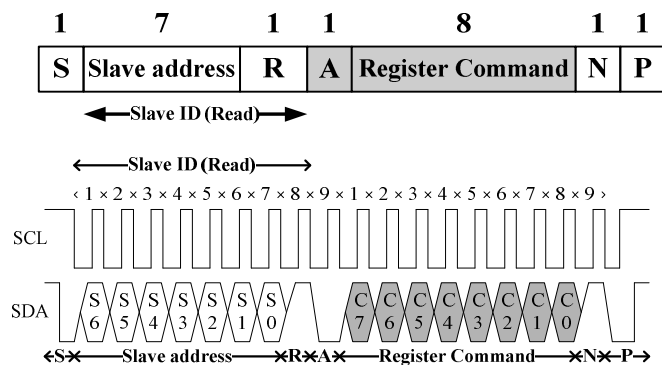 1 7 1 1 8 1 1
S Slave address R A Register Command N P
Slave ID (Read)
Slave ID (Read)
‹ 1 × 2 × 3 × 4 × 5 × 6 × 7 × 8 × 9 × 1 × 2 × 3 × 4 × 5 × 6 × 7 × 8 × 9 ›
SCL
SDA S6 S5 S4 S3 S2 S1 S0 C7 C6 C5 C4 C3 C2 C1 C0
S Slave address R A Register Command N P